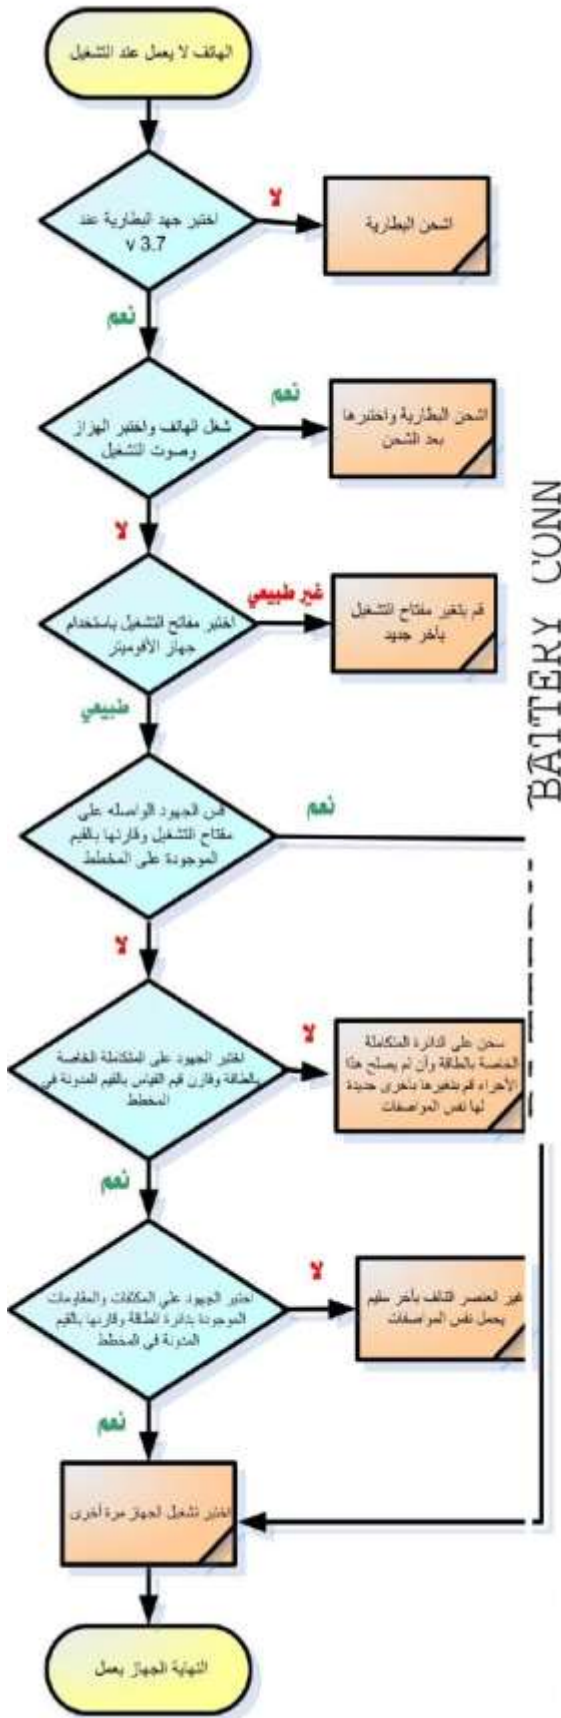 الهاتف لا يعمل عند التشغيل
اختبر جهد البطارية عند
3.7 v
لا
اشحن البطارية
نعم
شغل الهاتف واختبر الهزاز
وصوت التشغيل
نعم
اشحن البطارية واختبرها
بعد الشحن
لا
اختبر مفاتح التشغيل باستخدام
جهاز الأفوميتر
غير طبيعي
قم بتغير مفتاح التشغيل
بأخر جديد
طبيعي
قس الجهود الواصله على
مفتاح التشغيل وقارنها بالقيم
الموجودة على المخطط
نعم
لا
اختبر الجهود على المتكاملة الخاصة
بالطاقة وقارن قيم القياس بالقيم المدونة في
المخطط
لا
سخن على الدائرة المتكاملة
الخاصة بالطاقة وأن لم يصلح هذا
الأجراء قم بتغيرها بأخرى جديدة
لها نفس المواصفات
نعم
اختبر الجهود على المكثفات والمقاومات
الموجودة بدائرة الطاقة وقارنها بالقيم
المدونة في المخطط
لا
غير العنصر التالف بأخر سليم
يحمل نفس المواصفات
نعم
اختبر تشغيل الجهاز مرة أخرى
النهاية الجهاز يعمل
BATTERY CONN